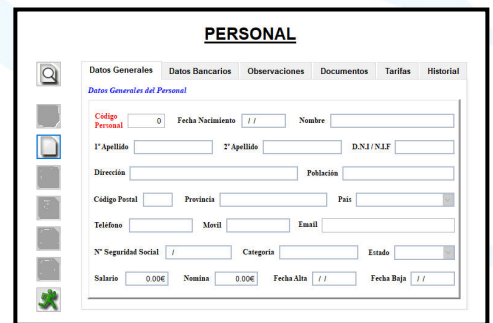 PERSONAL
Datos Generales Datos Bancarios Observaciones Documentos Tarifas Historial
Datos Generales del Personal
Código Personal 0 Fecha Nacimiento / / Nombre
1º Apellido 2º Apellido D.N.I / N.I.F
Dirección Población
Código Postal Provincia Pais
Teléfono Movil Email
Nº Seguridad Social / Categoria Estado
Salario 0.00€ Nomina 0.00€ Fecha Alta / / Fecha Baja / /